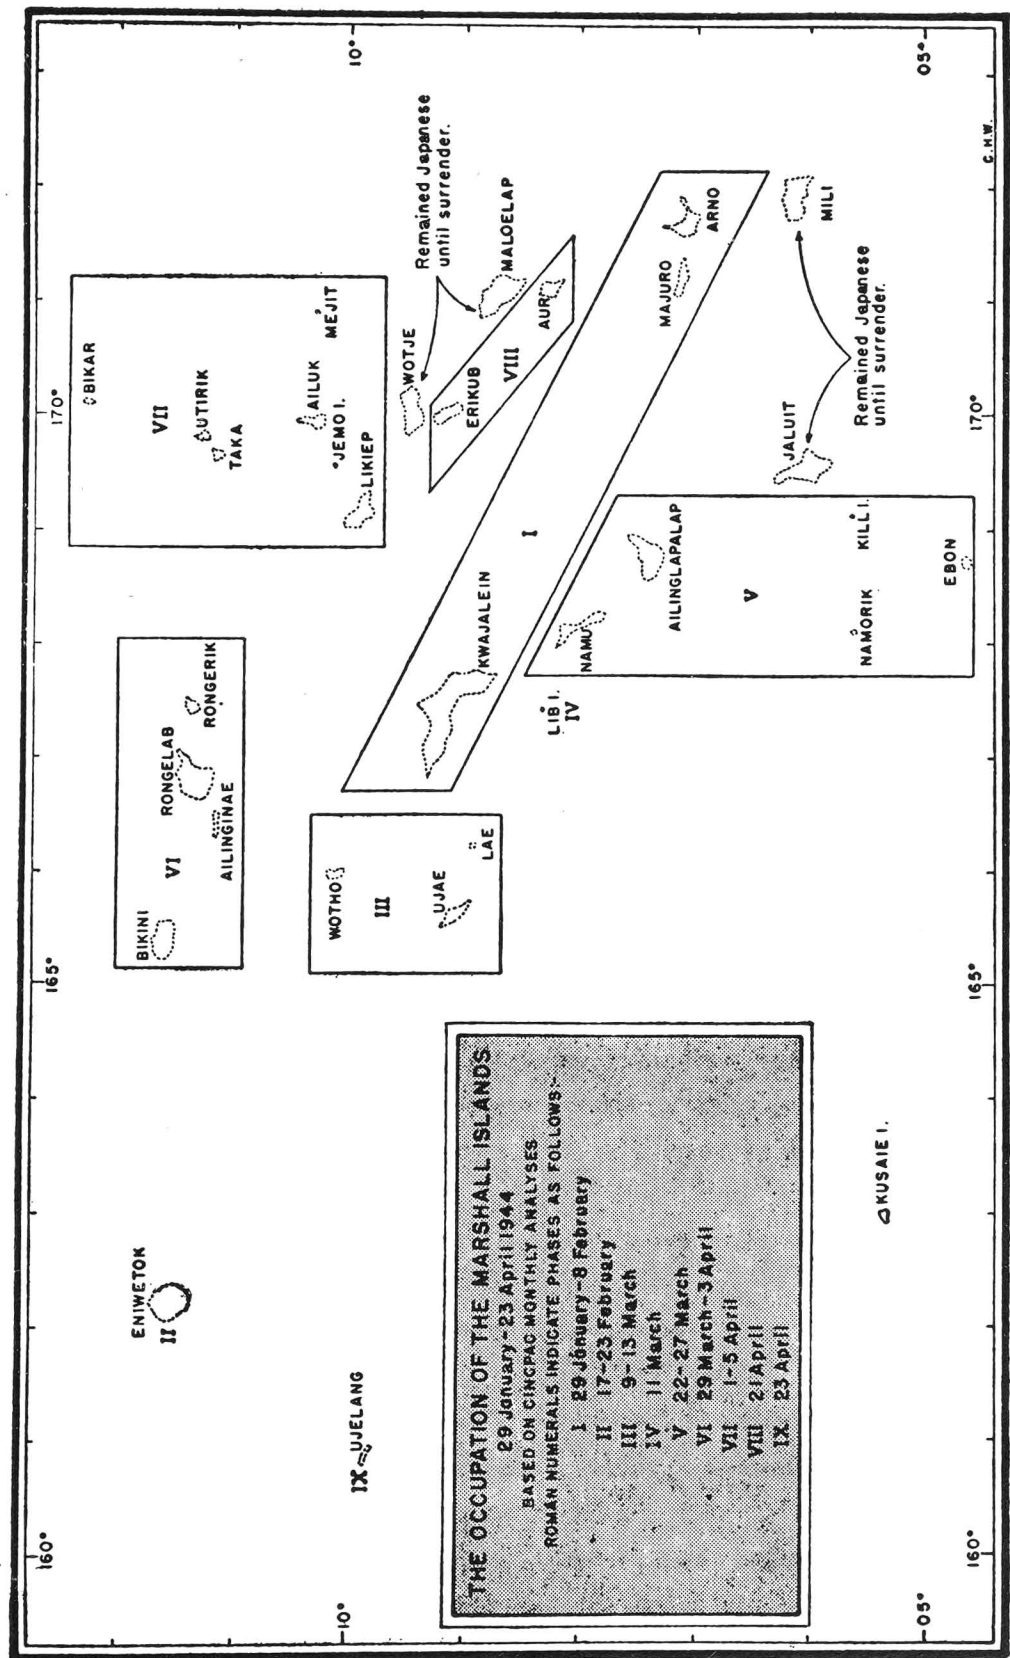 THE OCCUPATION OF THE MARSHALL ISLANDS
29 January-23 April 1944
BASED ON CINCPAC MONTHLY ANALYSES
ROMAN NUMERALS INDICATE PHASES AS FOLLOWS:-
I 29 January-8 February
II 17-23 February
III 9-13 March
IV 11 March
V 22-27 March
VI 29 March-3 April
VII 1-5 April
VIII 21 April
IX 23 April
160°
165°
170°
ENIWETOK
II
IX
UJELANG
BIKINI
VI
RONGELAB
AILINGINAE
RONGERIK
BIKAR
VII
UTIRIK
TAKA
AILUK
JEMO I.
MEJIT
LIKIEP
10°
10°
WOTHO
III
UJAE
LAE
KWAJALEIN
I
WOTJE
ERIKUB
VIII
AUR
MALOELAP
Remained Japanese
until surrender.
LIB I.
IV
NAMU
AILINGLAPALAP
V
NAMORIK
KILI I.
EBON
MAJURO
ARNO
JALUIT
MILI
Remained Japanese
until surrender.
KUSAIE I.
05°
05°
160°
165°
170°
C.H.W.